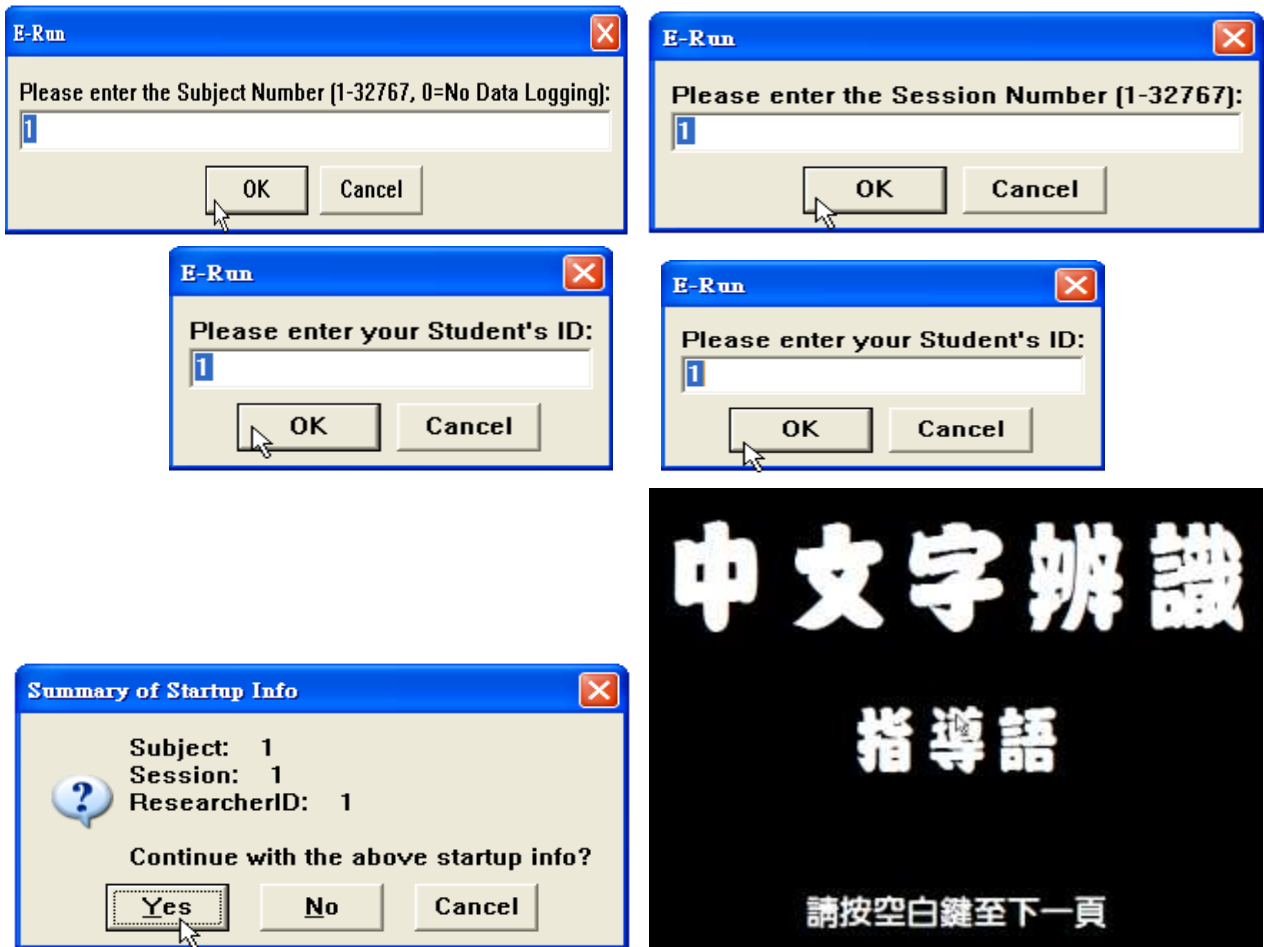 E-Run
Please enter the Subject Number (1-32767, 0=No Data Logging):
1
OK Cancel
E-Run
Please enter the Session Number (1-32767):
1
OK Cancel
E-Run
Please enter your Student's ID:
1
OK Cancel
E-Run
Please enter your Student's ID:
1
OK Cancel
Summary of Startup Info
Subject: 1
Session: 1
ResearcherID: 1
Continue with the above startup info?
Yes No Cancel
中文字辨識
指導語
請按空白鍵至下一頁